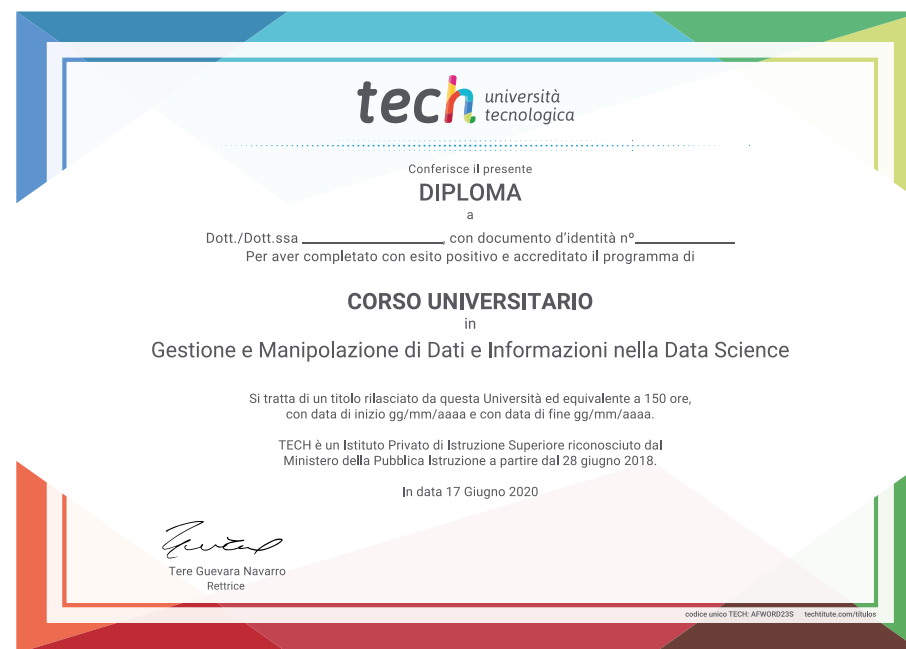 tech università
tecnologica
Conferisce il presente
DIPLOMA
a
Dott./Dott.ssa ____________________, con documento d'identità nº______________
Per aver completato con esito positivo e accreditato il programma di
CORSO UNIVERSITARIO
in
Gestione e Manipolazione di Dati e Informazioni nella Data Science
Si tratta di un titolo rilasciato da questa Università ed equivalente a 150 ore,
con data di inizio gg/mm/aaaa e con data di fine gg/mm/aaaa.
TECH è un Istituto Privato di Istruzione Superiore riconosciuto dal
Ministero della Pubblica Istruzione a partire dal 28 giugno 2018.
In data 17 Giugno 2020
Tere Guevara Navarro
Rettrice
codice unico TECH: AFWORD23S techtitute.com/títulos